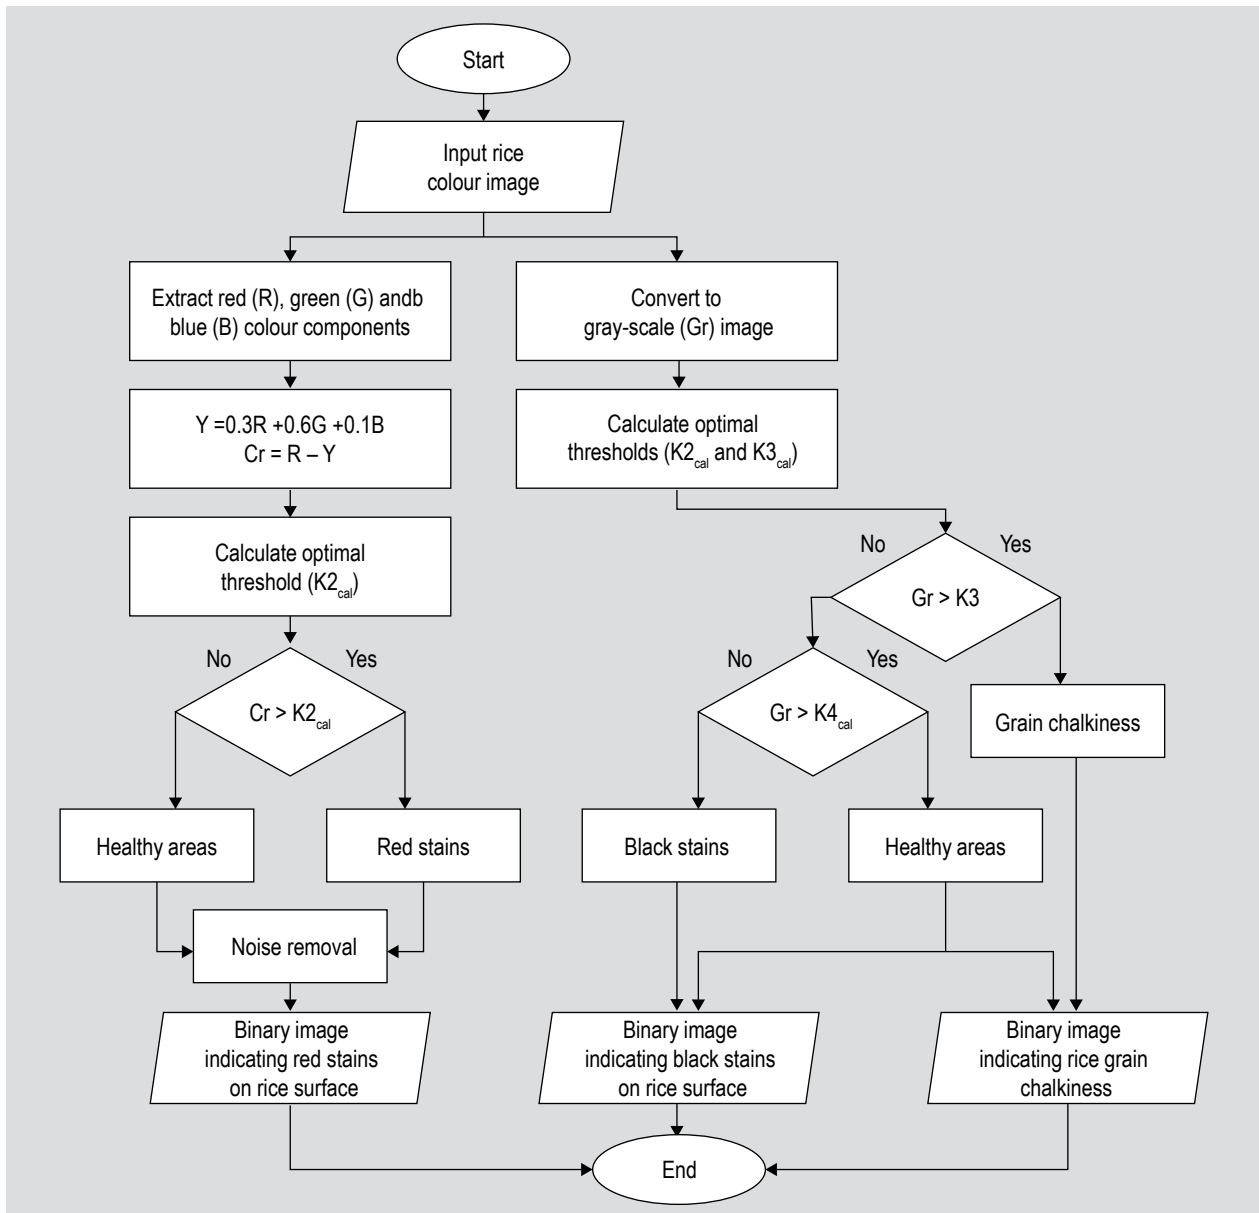 Start
Input rice
colour image
Extract red (R), green (G) andb
blue (B) colour components
Convert to
gray-scale (Gr) image
Y =0.3R +0.6G +0.1B
Cr = R – Y
Calculate optimal
thresholds (K2cal and K3cal)
Calculate optimal
threshold (K2cal)
No
Yes
Gr > K3
No
Yes
Cr > K2cal
No
Yes
Gr > K4cal
Grain chalkiness
Healthy areas
Red stains
Black stains
Healthy areas
Noise removal
Binary image
indicating red stains
on rice surface
Binary image
indicating black stains
on rice surface
Binary image
indicating rice grain
chalkiness
End